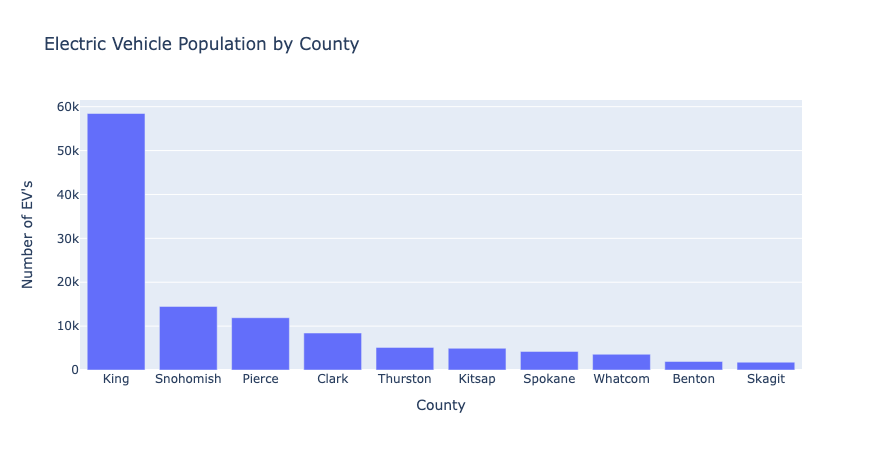 Electric Vehicle Population by County
Number of EV's
60k
50k
40k
30k
20k
10k
0
King Snohomish Pierce Clark Thurston Kitsap Spokane Whatcom Benton Skagit
County